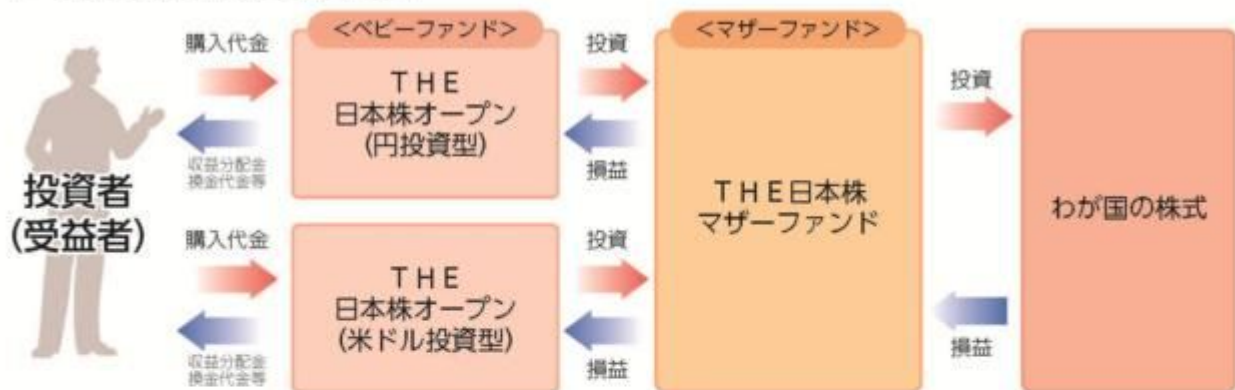 購入代金
収益分配金
換金代金等
投資者
(受益者)
購入代金
収益分配金
換金代金等
<ベビーファンド>
THE
日本株オープン
(円投資型)
THE
日本株オープン
(米ドル投資型)
投資
損益
投資
損益
<マザーファンド>
THE日本株
マザーファンド
投資
損益
わが国の株式